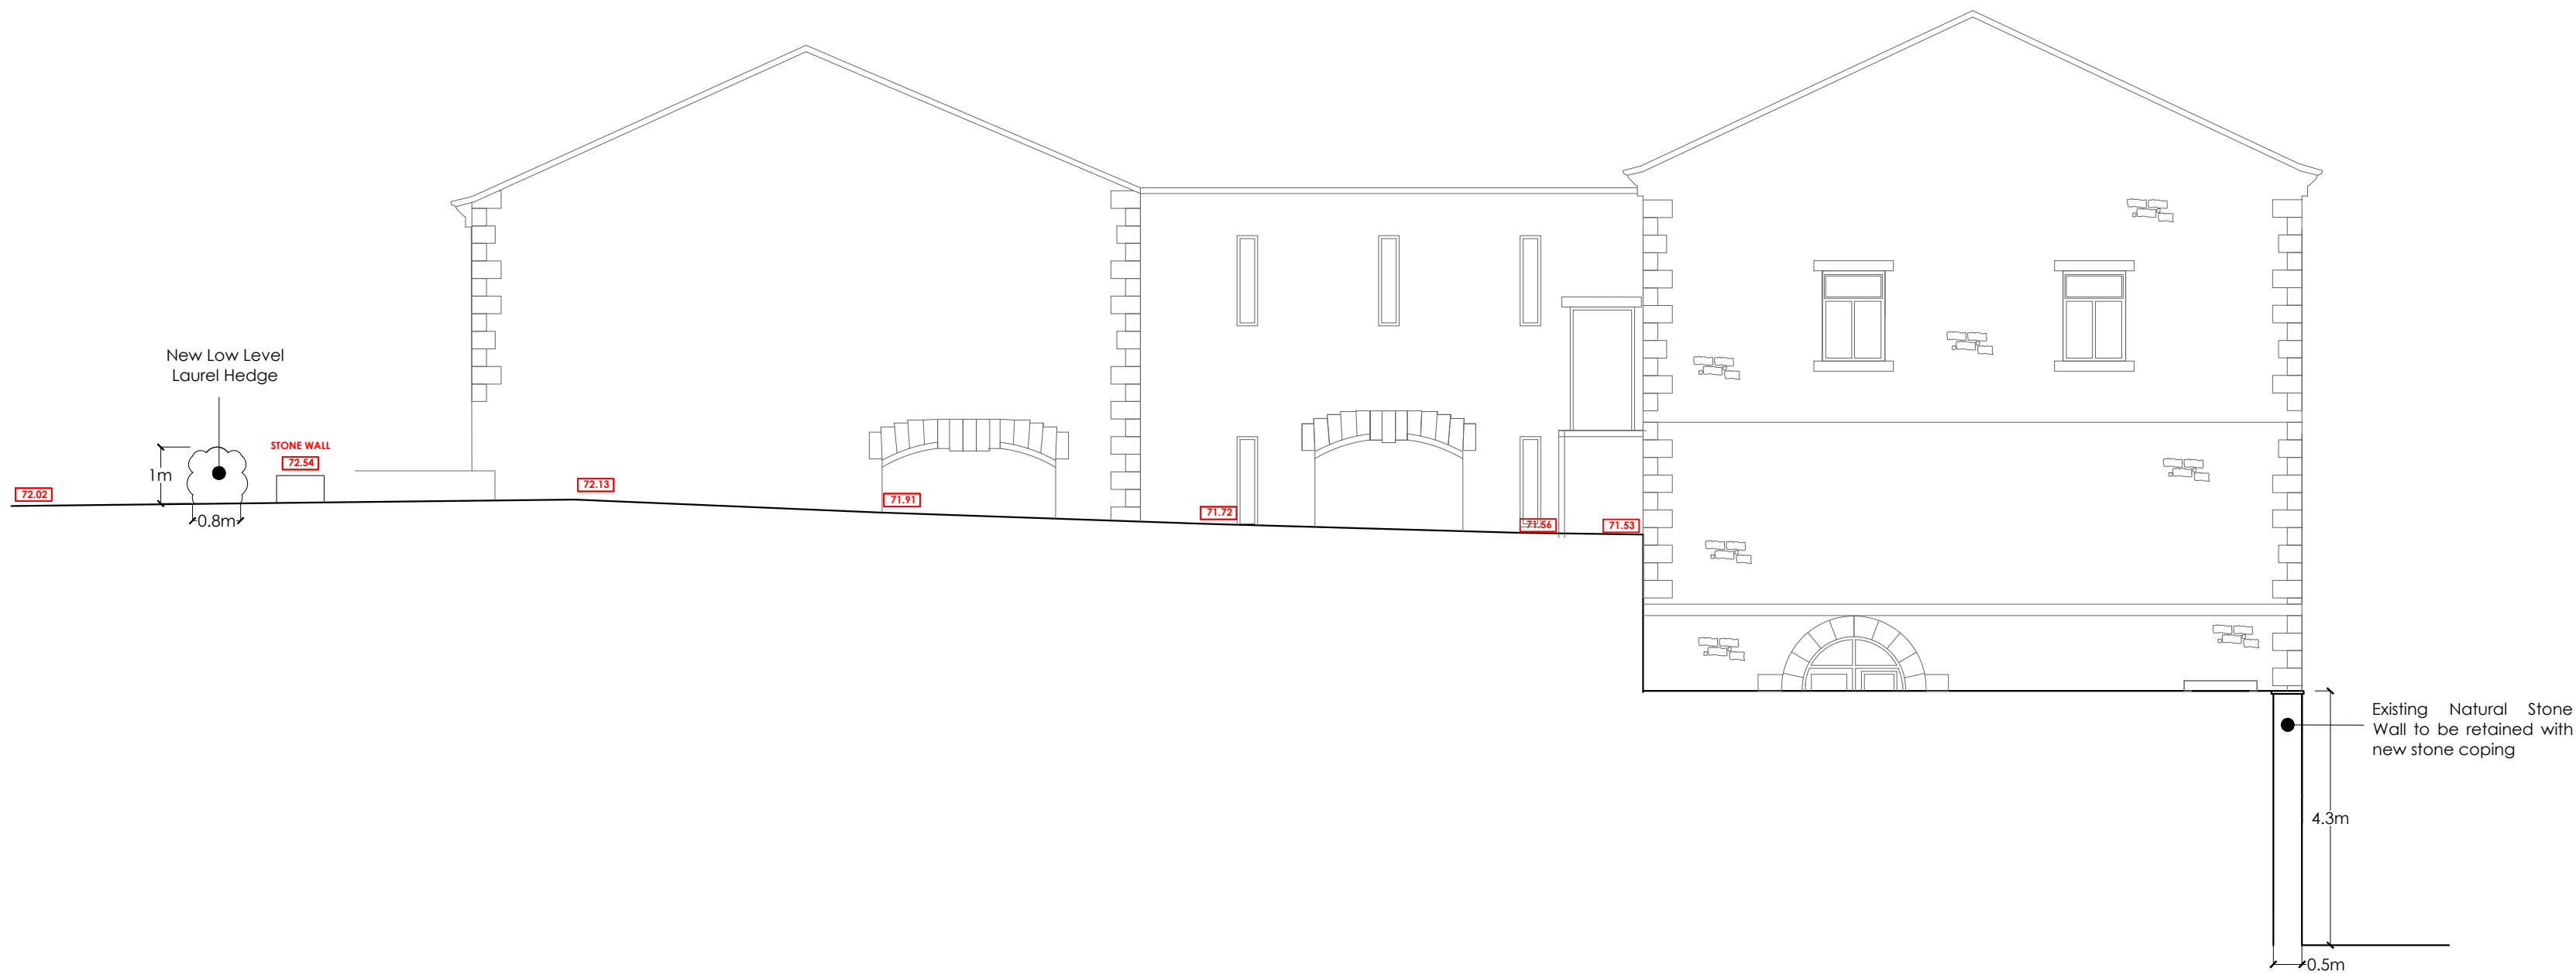 New Low Level
Laurel Hedge
STONE WALL
72.54
1m
72.02
0.8m
72.13
71.91
71.72
71.56
71.53
Existing Natural Stone
Wall to be retained with
new stone coping
4.3m
0.5m